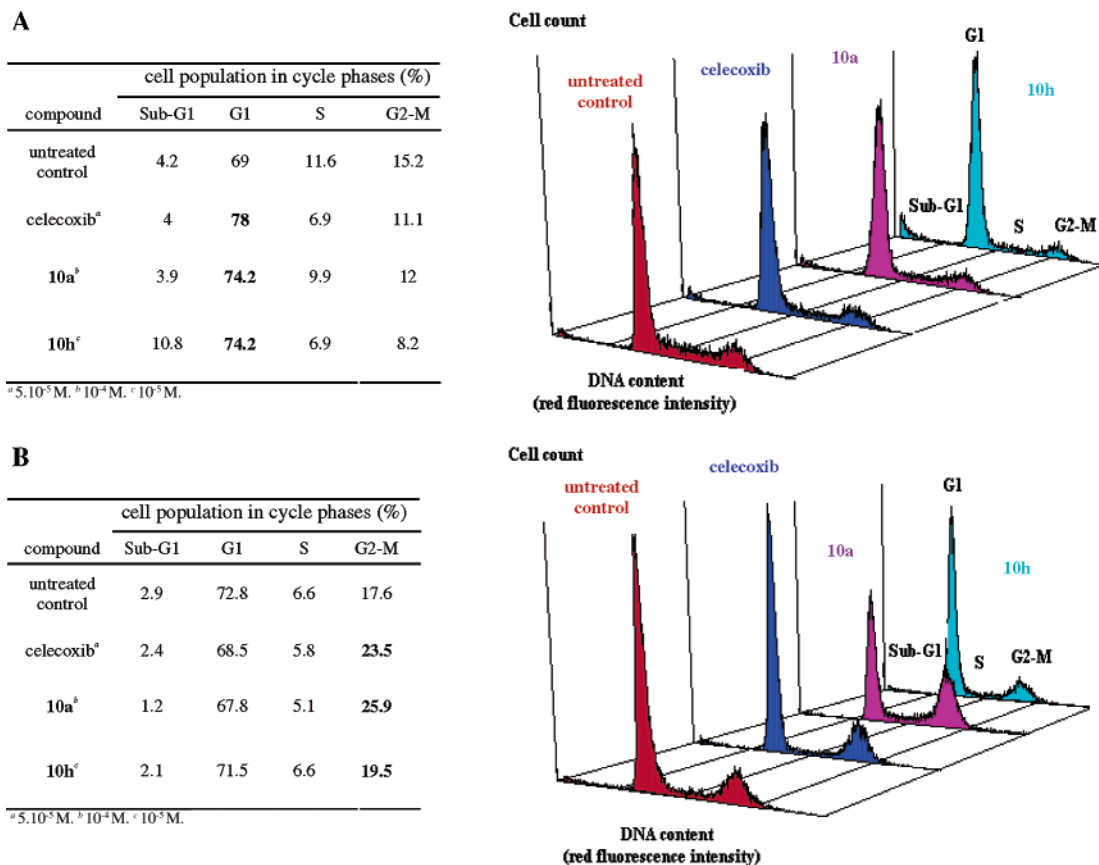 A
cell population in cycle phases (%)
compound Sub-G1 G1 S G2-M
untreated
control 4.2 69 11.6 15.2
celecoxibᵃ 4 78 6.9 11.1
10aᵇ 3.9 74.2 9.9 12
10hᶜ 10.8 74.2 6.9 8.2
ᵃ 5.10⁻⁵ M. ᵇ 10⁻⁴ M. ᶜ 10⁻⁵ M.
Cell count
untreated
control
celecoxib
10a
G1
10h
Sub-G1
S
G2-M
DNA content
(red fluorescence intensity)
B
cell population in cycle phases (%)
compound Sub-G1 G1 S G2-M
untreated
control 2.9 72.8 6.6 17.6
celecoxibᵃ 2.4 68.5 5.8 23.5
10aᵇ 1.2 67.8 5.1 25.9
10hᶜ 2.1 71.5 6.6 19.5
ᵃ 5.10⁻⁵ M. ᵇ 10⁻⁴ M. ᶜ 10⁻⁵ M.
Cell count
untreated
control
celecoxib
10a
G1
10h
Sub-G1
S
G2-M
DNA content
(red fluorescence intensity)